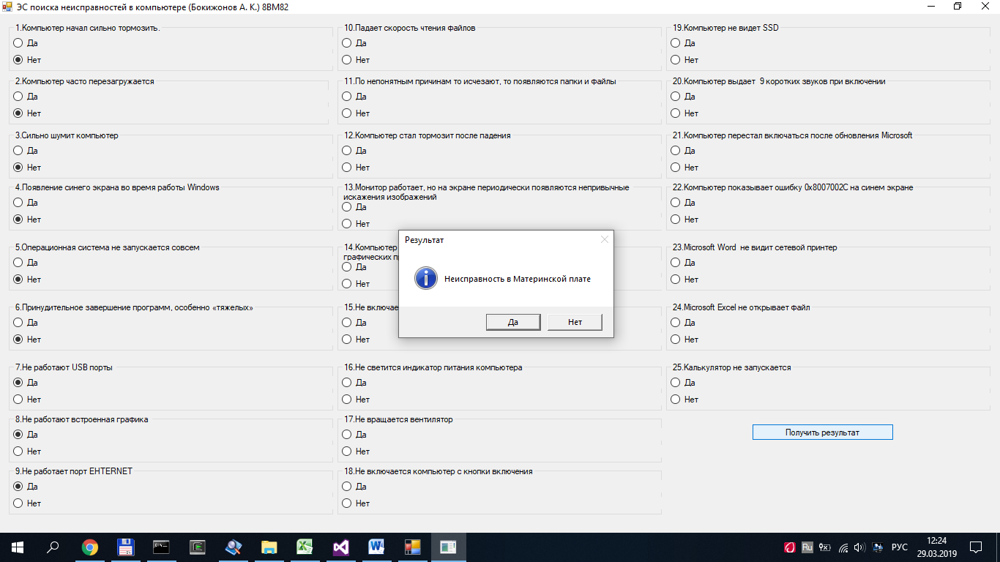 ЭС поиска неисправностей в компьютере (Бокижонов А. К.) 8BM82
1.Компьютер начал сильно тормозить.
Да
Нет
2.Компьютер часто перезагружается
Да
Нет
3.Сильно шумит компьютер
Да
Нет
4.Появление синего экрана во время работы Windows
Да
Нет
5.Операционная система не запускается совсем
Да
Нет
6.Принудительное завершение программ, особенно «тяжелых»
Да
Нет
7.Не работают USB порты
Да
Нет
8.Не работают встроенная графика
Да
Нет
9.Не работает порт EHTERNET
Да
Нет
10.Падает скорость чтения файлов
Да
Нет
11.По непонятным причинам то исчезают, то появляются папки и файлы
Да
Нет
12.Компьютер стал тормозит после падения
Да
Нет
13.Монитор работает, но на экране периодически появляются непривычные
искажения изображений
Да
Нет
14.Компьютер
графических
Да
Нет
15.Не
Да
Нет
16.Не светится индикатор питания компьютера
Да
Нет
17.Не вращается вентилятор
Да
Нет
18.Не включается компьютер с кнопки включения
Да
Нет
19.Компьютер не видет SSD
Да
Нет
20.Компьютер выдает 9 коротких звуков при включении
Да
Нет
21.Компьютер перестал включаться после обновления Microsoft
Да
Нет
22.Компьютер показывает ошибку 0x8007002C на синем экране
Да
Нет
23.Microsoft Word не видит сетевой принтер
Да
Нет
24.Microsoft Excel не открывает файл
Да
Нет
25.Калькулятор не запускается
Да
Нет
Получить результат
Результат
Неисправность в Материнской плате
Да
Нет
Ru
РУС
12:24
29.03.2019